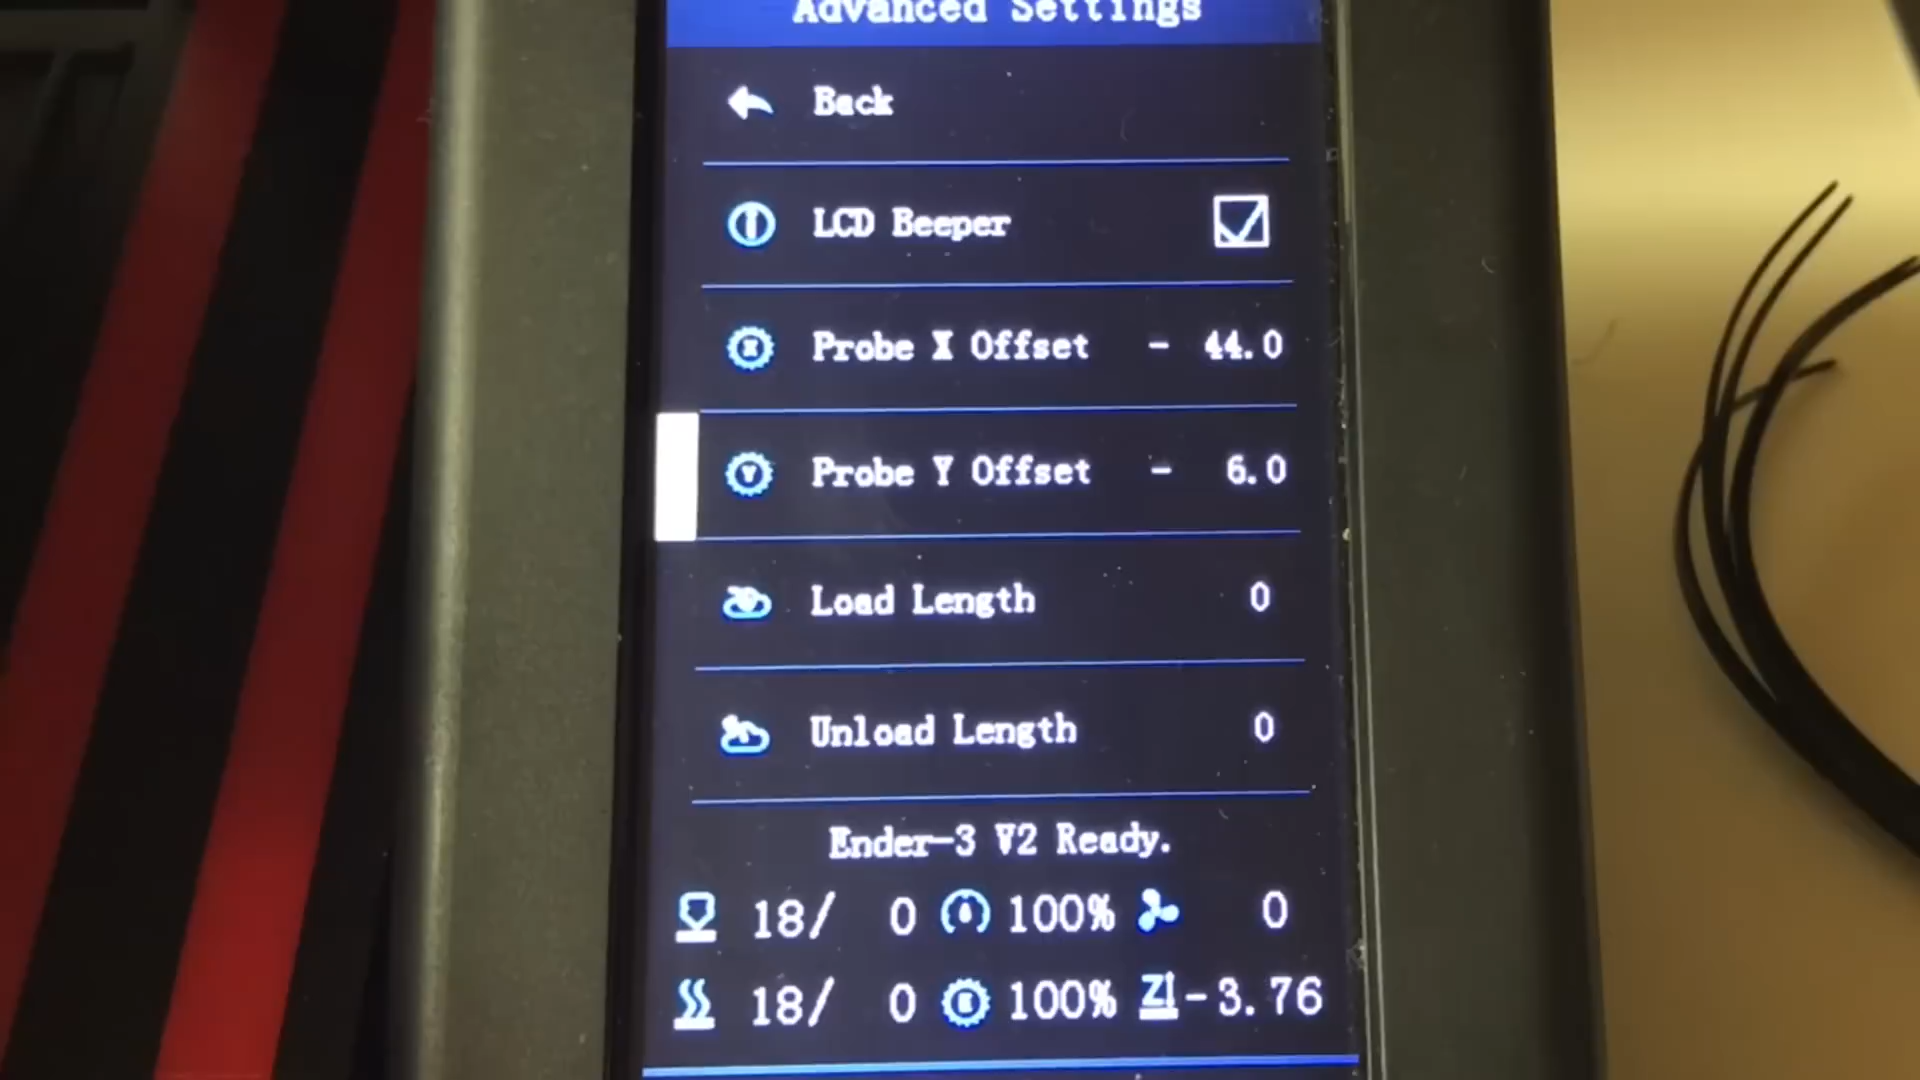 Advanced Settings
Back
LCD Beeper
Probe X Offset - 44.0
Probe Y Offset - 6.0
Load Length 0
Unload Length 0
Ender-3 V2 Ready.
18/ 0 100% 0
18/ 0 E 100% Z -3.76